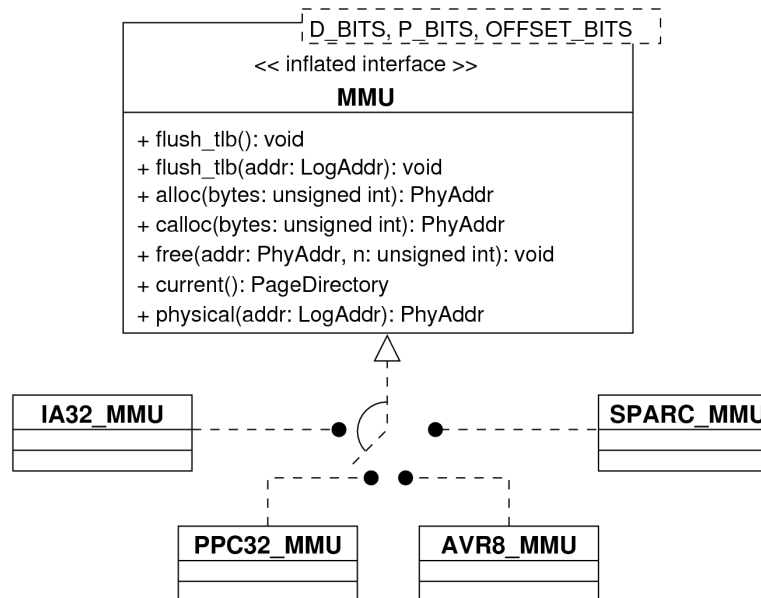 D_BITS, P_BITS, OFFSET_BITS
<< inflated interface >>
MMU
+ flush_tlb(): void
+ flush_tlb(addr: LogAddr): void
+ alloc(bytes: unsigned int): PhyAddr
+ calloc(bytes: unsigned int): PhyAddr
+ free(addr: PhyAddr, n: unsigned int): void
+ current(): PageDirectory
+ physical(addr: LogAddr): PhyAddr
IA32_MMU
SPARC_MMU
PPC32_MMU
AVR8_MMU